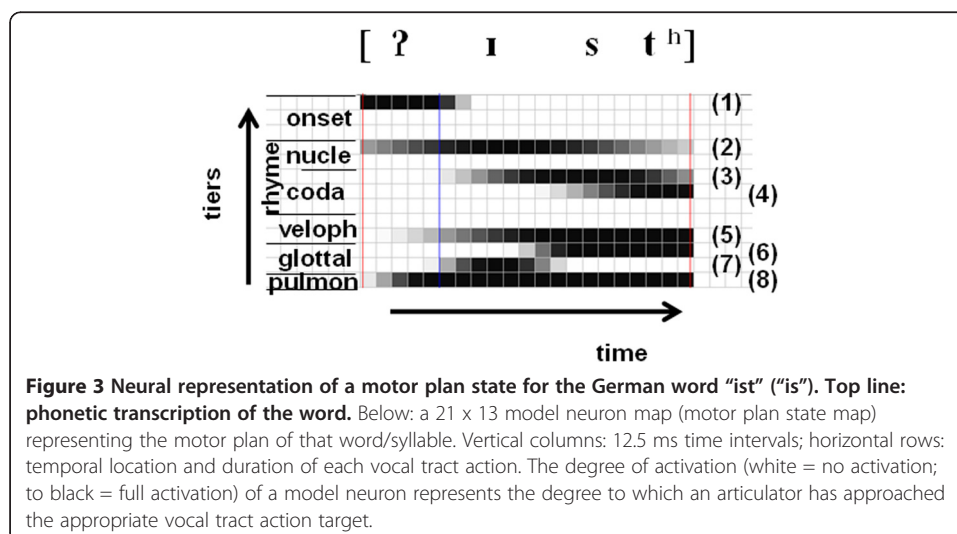 [ ʔ ɪ s t ʰ ]
onset (1)
nucle (2)
(3)
coda (4)
rhyme
tiers
veloph (5)
(6)
glottal (7)
pulmon (8)
time
Figure 3 Neural representation of a motor plan state for the German word “ist” (“is”). Top line:
phonetic transcription of the word. Below: a 21 x 13 model neuron map (motor plan state map)
representing the motor plan of that word/syllable. Vertical columns: 12.5 ms time intervals; horizontal rows:
temporal location and duration of each vocal tract action. The degree of activation (white = no activation;
to black = full activation) of a model neuron represents the degree to which an articulator has approached
the appropriate vocal tract action target.